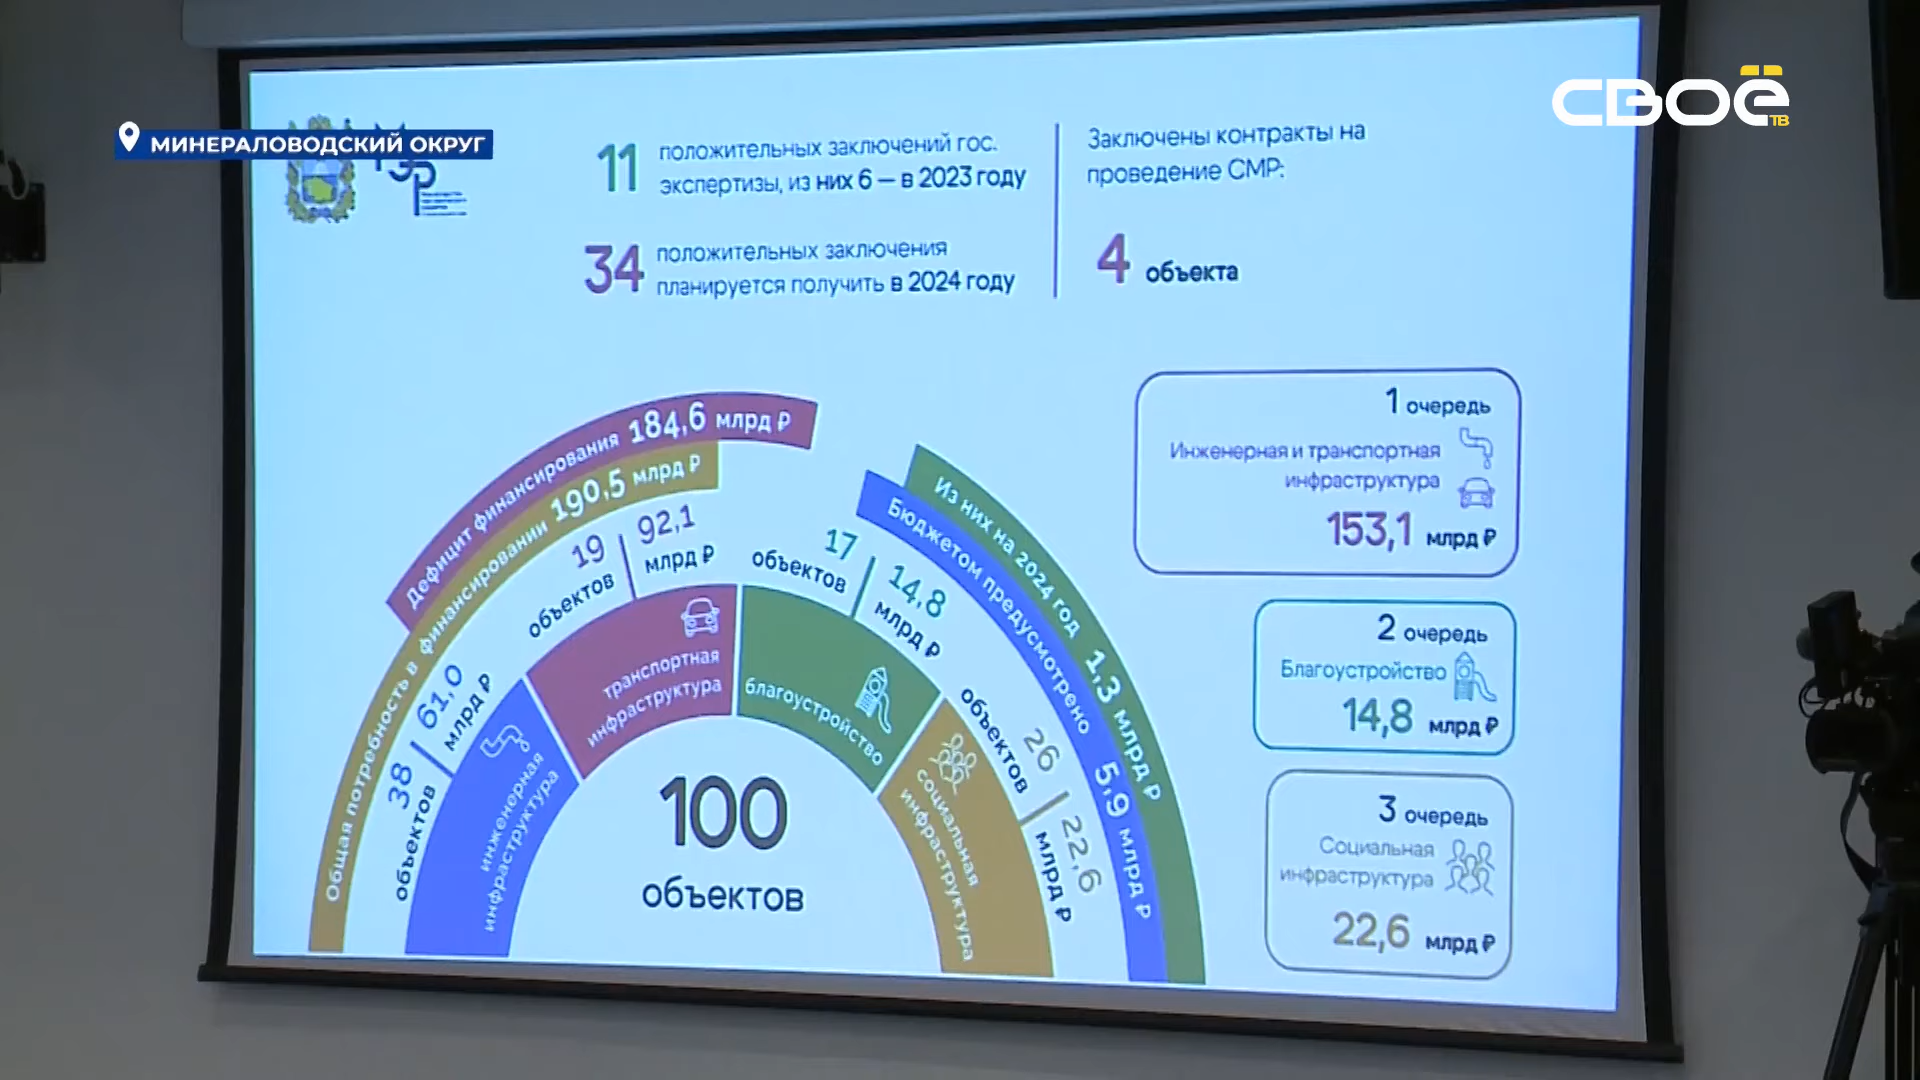 СВОЁ
ТВ
МИНЕРАЛОВОДСКИЙ ОКРУГ
11 положительных заключений гос.
экспертизы, из них 6 — в 2023 году
34 положительных заключения
планируется получить в 2024 году
Заключены контракты на
проведение СМР:
4 объекта
Дефицит финансирования 184,6 млрд ₽
Общая потребность в финансировании 190,5 млрд ₽
Из них на 2024 год 1,3 млрд ₽
Бюджетом предусмотрено 5,9 млрд ₽
38
объектов
61,0
млрд ₽
19
объектов
92,1
млрд ₽
17
объектов
14,8
млрд ₽
26
объектов
22,6
млрд ₽
инженерная
инфраструктура
транспортная
инфраструктура
благоустройство
социальная
инфраструктура
100
объектов
1 очередь
Инженерная и транспортная
инфраструктура
153,1 млрд ₽
2 очередь
Благоустройство
14,8 млрд ₽
3 очередь
Социальная
инфраструктура
22,6 млрд ₽